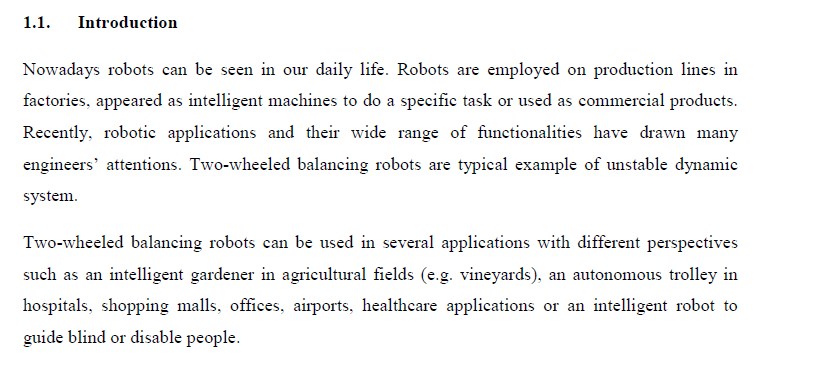 1.1. Introduction
Nowadays robots can be seen in our daily life. Robots are employed on production lines in
factories, appeared as intelligent machines to do a specific task or used as commercial products.
Recently, robotic applications and their wide range of functionalities have drawn many
engineers’ attentions. Two-wheeled balancing robots are typical example of unstable dynamic
system.
Two-wheeled balancing robots can be used in several applications with different perspectives
such as an intelligent gardener in agricultural fields (e.g. vineyards), an autonomous trolley in
hospitals, shopping malls, offices, airports, healthcare applications or an intelligent robot to
guide blind or disable people.